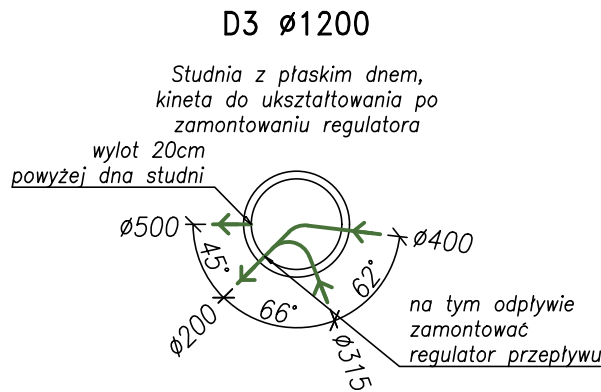 D3 ø1200
Studnia z płaskim dnem,
kineta do ukształtowania po
zamontowaniu regulatora
wylot 20cm
powyżej dna studni
ø500
ø400
45°
62°
66°
ø200
ø315
na tym odpływie
zamontować
regulator przepływu